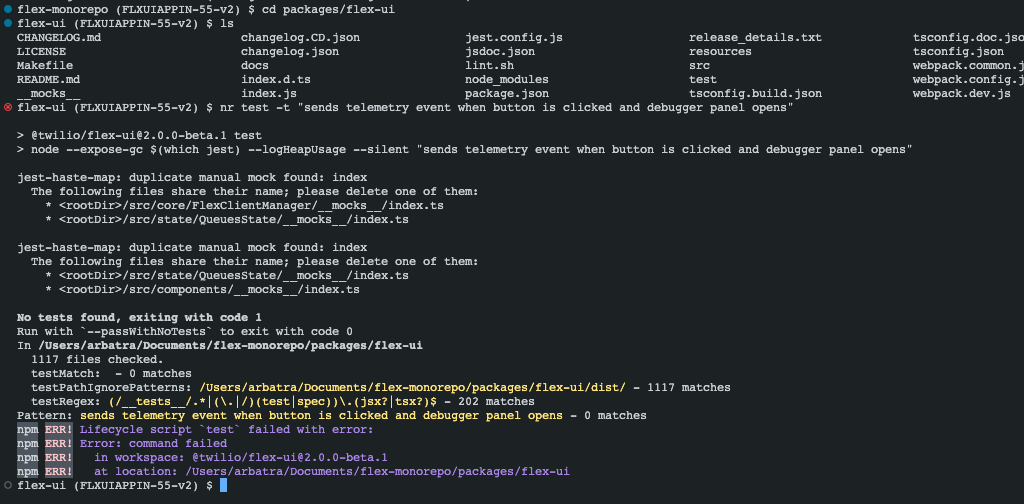 flex-monorepo (FLXUIAPPIN-55-v2) $ cd packages/flex-ui
flex-ui (FLXUIAPPIN-55-v2) $ ls
CHANGELOG.md changelog.CD.json jest.config.js release_details.txt tsconfig.doc.jso
LICENSE changelog.json jsdoc.json resources tsconfig.json
Makefile docs lint.sh src webpack.common.j
README.md index.d.ts node_modules test webpack.config.j
__mocks__ index.js package.json tsconfig.build.json webpack.dev.js
flex-ui (FLXUIAPPIN-55-v2) $ nr test -t "sends telemetry event when button is clicked and debugger panel opens"
> @twilio/flex-ui@2.0.0-beta.1 test
> node --expose-gc $(which jest) --logHeapUsage --silent "sends telemetry event when button is clicked and debugger panel opens"
jest-haste-map: duplicate manual mock found: index
The following files share their name; please delete one of them:
* <rootDir>/src/core/FlexClientManager/__mocks__/index.ts
* <rootDir>/src/state/QueuesState/__mocks__/index.ts
jest-haste-map: duplicate manual mock found: index
The following files share their name; please delete one of them:
* <rootDir>/src/state/QueuesState/__mocks__/index.ts
* <rootDir>/src/components/__mocks__/index.ts
No tests found, exiting with code 1
Run with `--passWithNoTests` to exit with code 0
In /Users/arbatra/Documents/flex-monorepo/packages/flex-ui
1117 files checked.
testMatch:  - 0 matches
testPathIgnorePatterns: /Users/arbatra/Documents/flex-monorepo/packages/flex-ui/dist/ - 1117 matches
testRegex: (/__tests__/.*|(\.|/)(test|spec))\.(jsx?|tsx?)$ - 202 matches
Pattern: sends telemetry event when button is clicked and debugger panel opens - 0 matches
npm ERR! Lifecycle script `test` failed with error:
npm ERR! Error: command failed
npm ERR!   in workspace: @twilio/flex-ui@2.0.0-beta.1
npm ERR!   at location: /Users/arbatra/Documents/flex-monorepo/packages/flex-ui
flex-ui (FLXUIAPPIN-55-v2) $